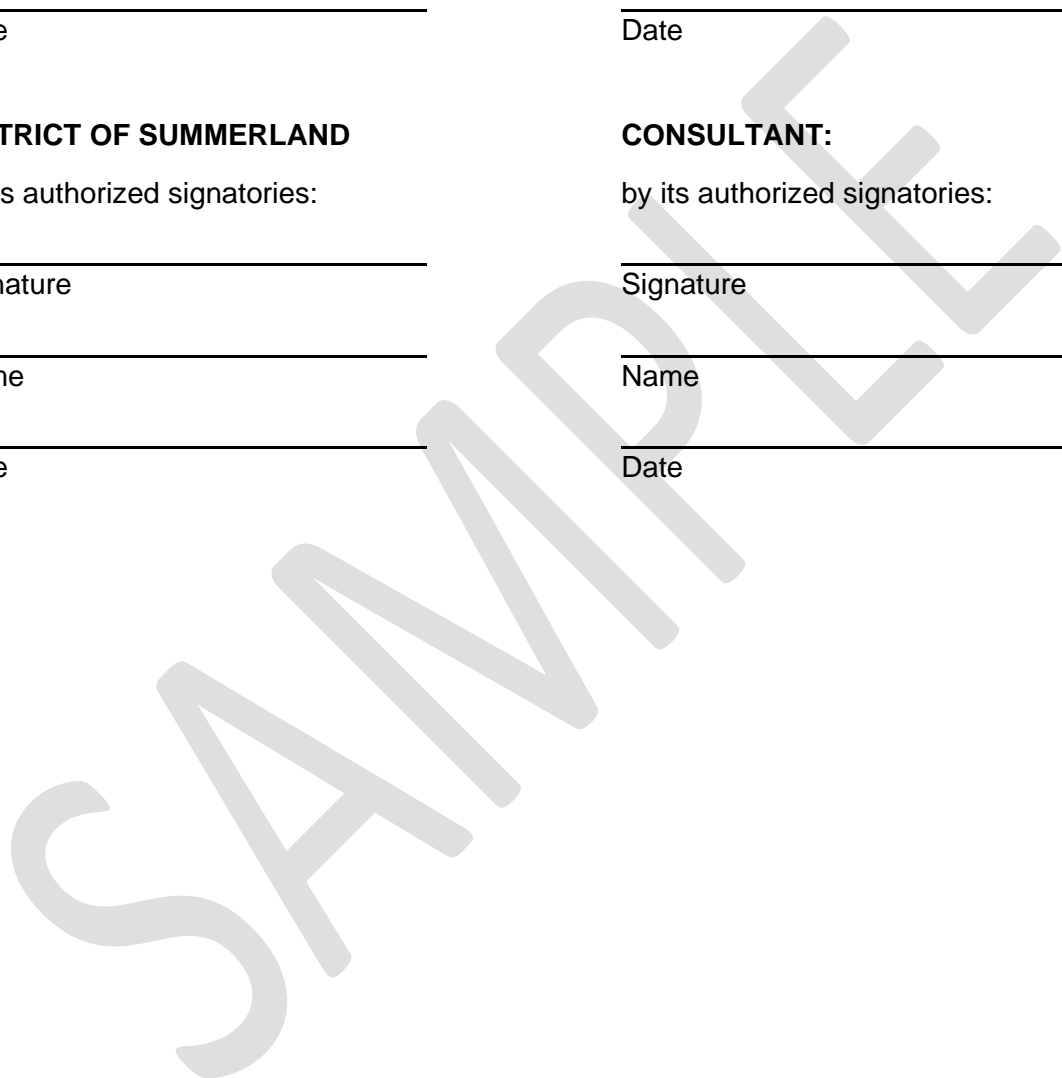 e
Date
TRICT OF SUMMERLAND
CONSULTANT:
s authorized signatories:
by its authorized signatories:
nature
Signature
ne
Name
e
Date
SAMPLE